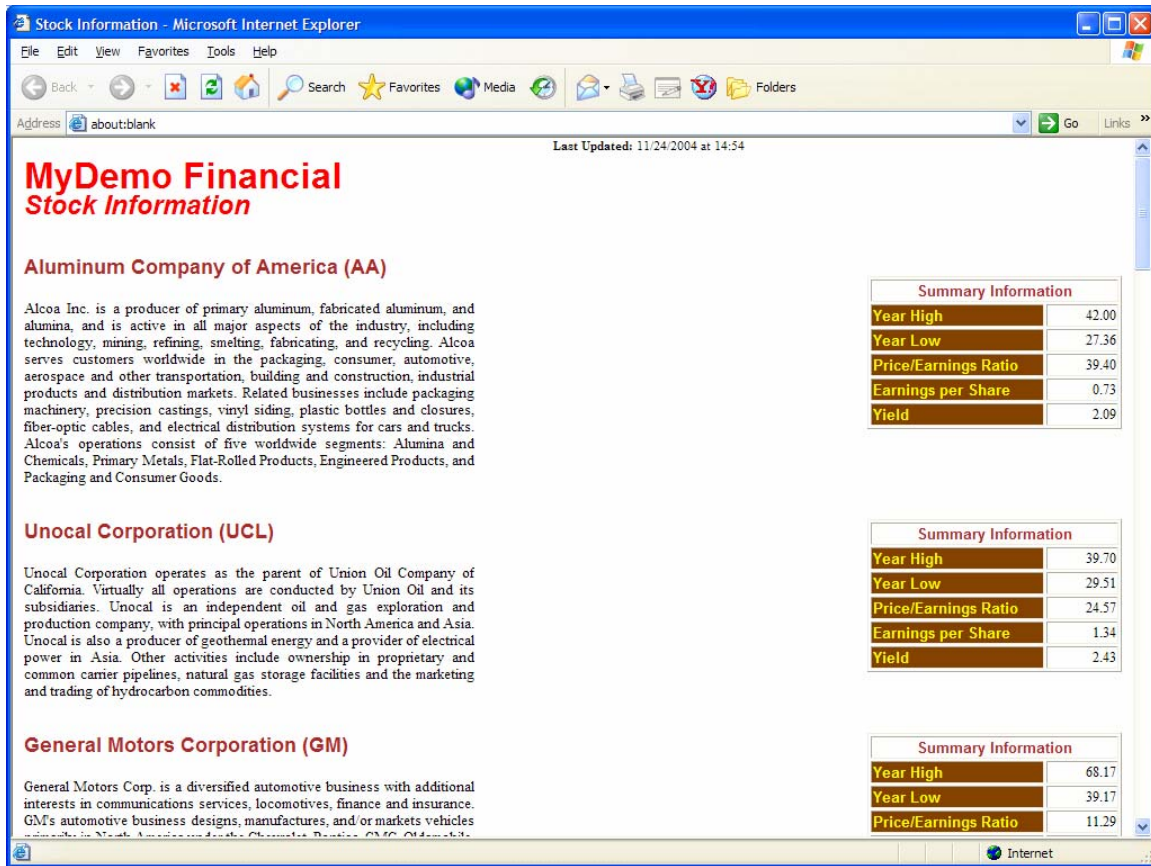 Stock Information - Microsoft Internet Explorer
File Edit View Favorites Tools Help
Back Search Favorites Media Folders
Address about:blank Go Links »
Last Updated: 11/24/2004 at 14:54
MyDemo Financial
Stock Information
Aluminum Company of America (AA)
Alcoa Inc. is a producer of primary aluminum, fabricated aluminum, and
alumina, and is active in all major aspects of the industry, including
technology, mining, refining, smelting, fabricating, and recycling. Alcoa
serves customers worldwide in the packaging, consumer, automotive,
aerospace and other transportation, building and construction, industrial
products and distribution markets. Related businesses include packaging
machinery, precision castings, vinyl siding, plastic bottles and closures,
fiber-optic cables, and electrical distribution systems for cars and trucks.
Alcoa's operations consist of five worldwide segments: Alumina and
Chemicals, Primary Metals, Flat-Rolled Products, Engineered Products, and
Packaging and Consumer Goods.
Summary Information
Year High 42.00
Year Low 27.36
Price/Earnings Ratio 39.40
Earnings per Share 0.73
Yield 2.09
Unocal Corporation (UCL)
Unocal Corporation operates as the parent of Union Oil Company of
California. Virtually all operations are conducted by Union Oil and its
subsidiaries. Unocal is an independent oil and gas exploration and
production company, with principal operations in North America and Asia.
Unocal is also a producer of geothermal energy and a provider of electrical
power in Asia. Other activities include ownership in proprietary and
common carrier pipelines, natural gas storage facilities and the marketing
and trading of hydrocarbon commodities.
Summary Information
Year High 39.70
Year Low 29.51
Price/Earnings Ratio 24.57
Earnings per Share 1.34
Yield 2.43
General Motors Corporation (GM)
General Motors Corp. is a diversified automotive business with additional
interests in communications services, locomotives, finance and insurance.
GM's automotive business designs, manufactures, and/or markets vehicles
primarily in North America under the Chevrolet, Pontiac, GMC, Oldsmobile,
Summary Information
Year High 68.17
Year Low 39.17
Price/Earnings Ratio 11.29
Internet